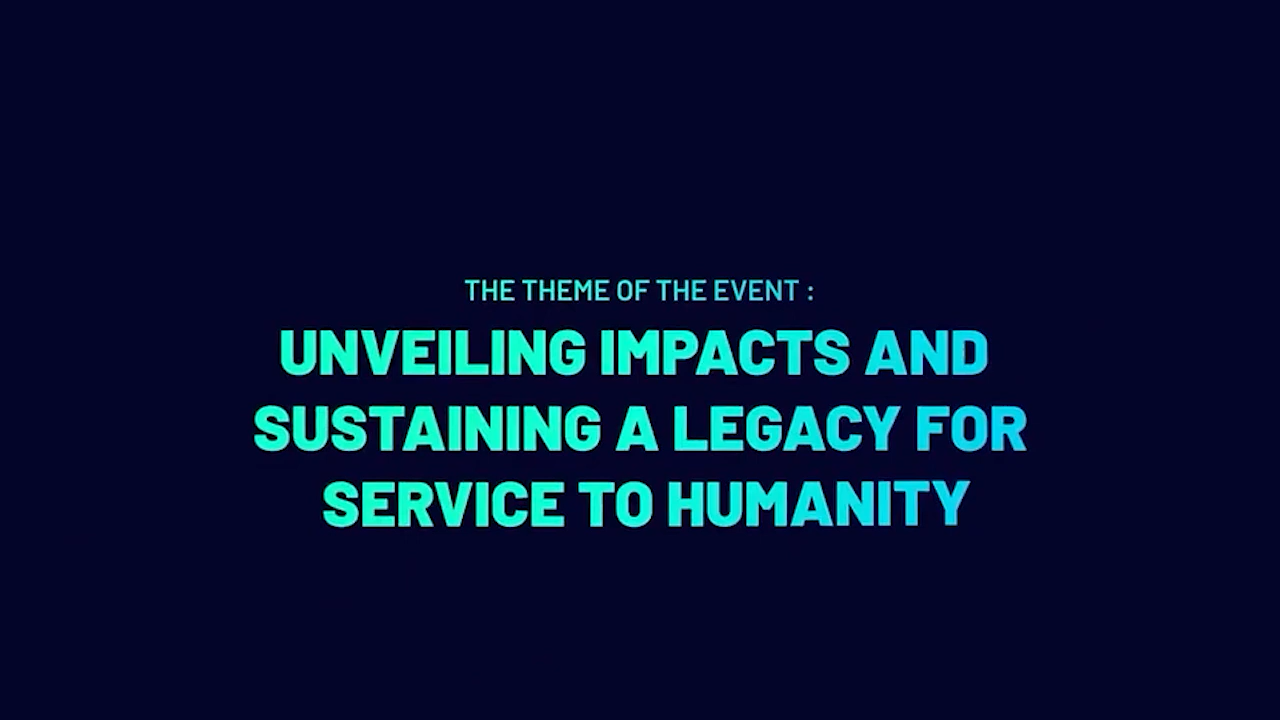 THE THEME OF THE EVENT :
UNVEILING IMPACTS AND
SUSTAINING A LEGACY FOR
SERVICE TO HUMANITY